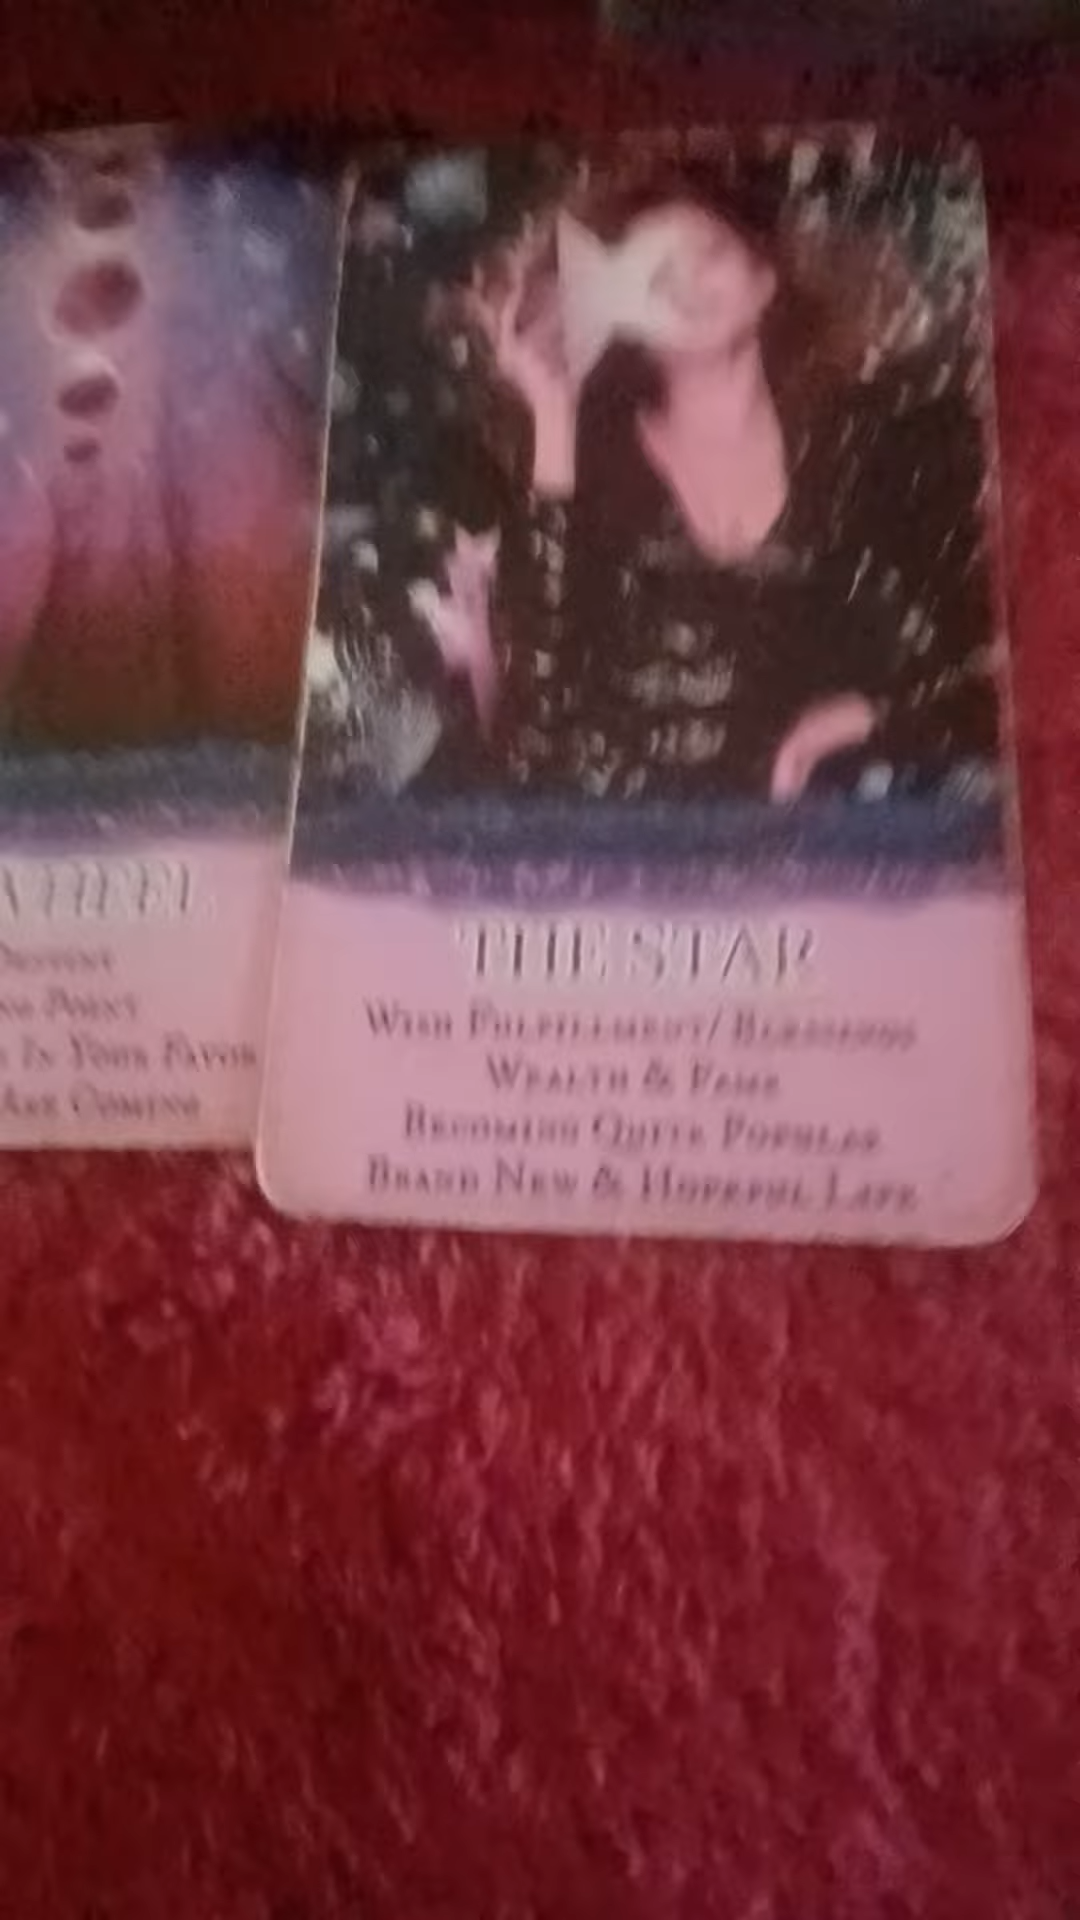 WHEEL
DESTINY
POINT
IN YOUR FAVOR
ARE COMING
THE STAR
WISH FULFILLMENT/BLESSINGS
WEALTH & FAME
BECOMING QUITE POPULAR
BRAND NEW & HOPEFUL LIFE